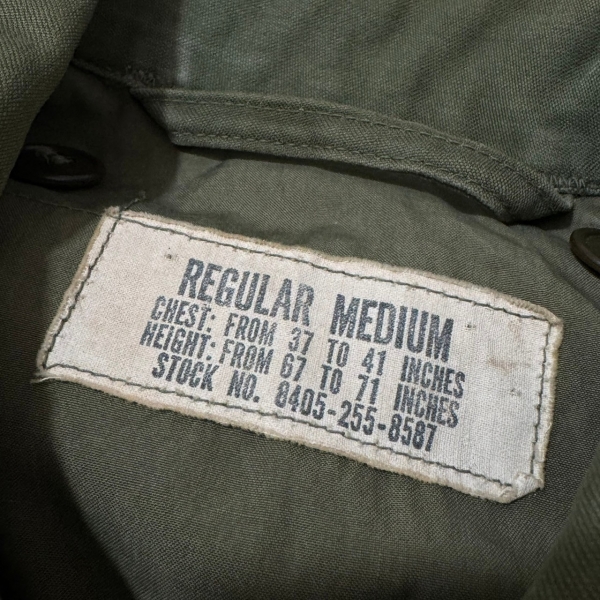 REGULAR MEDIUM
CHEST: FROM 37 TO 41 INCHES
HEIGHT: FROM 67 TO 71 INCHES
STOCK NO. 8405-255-8587